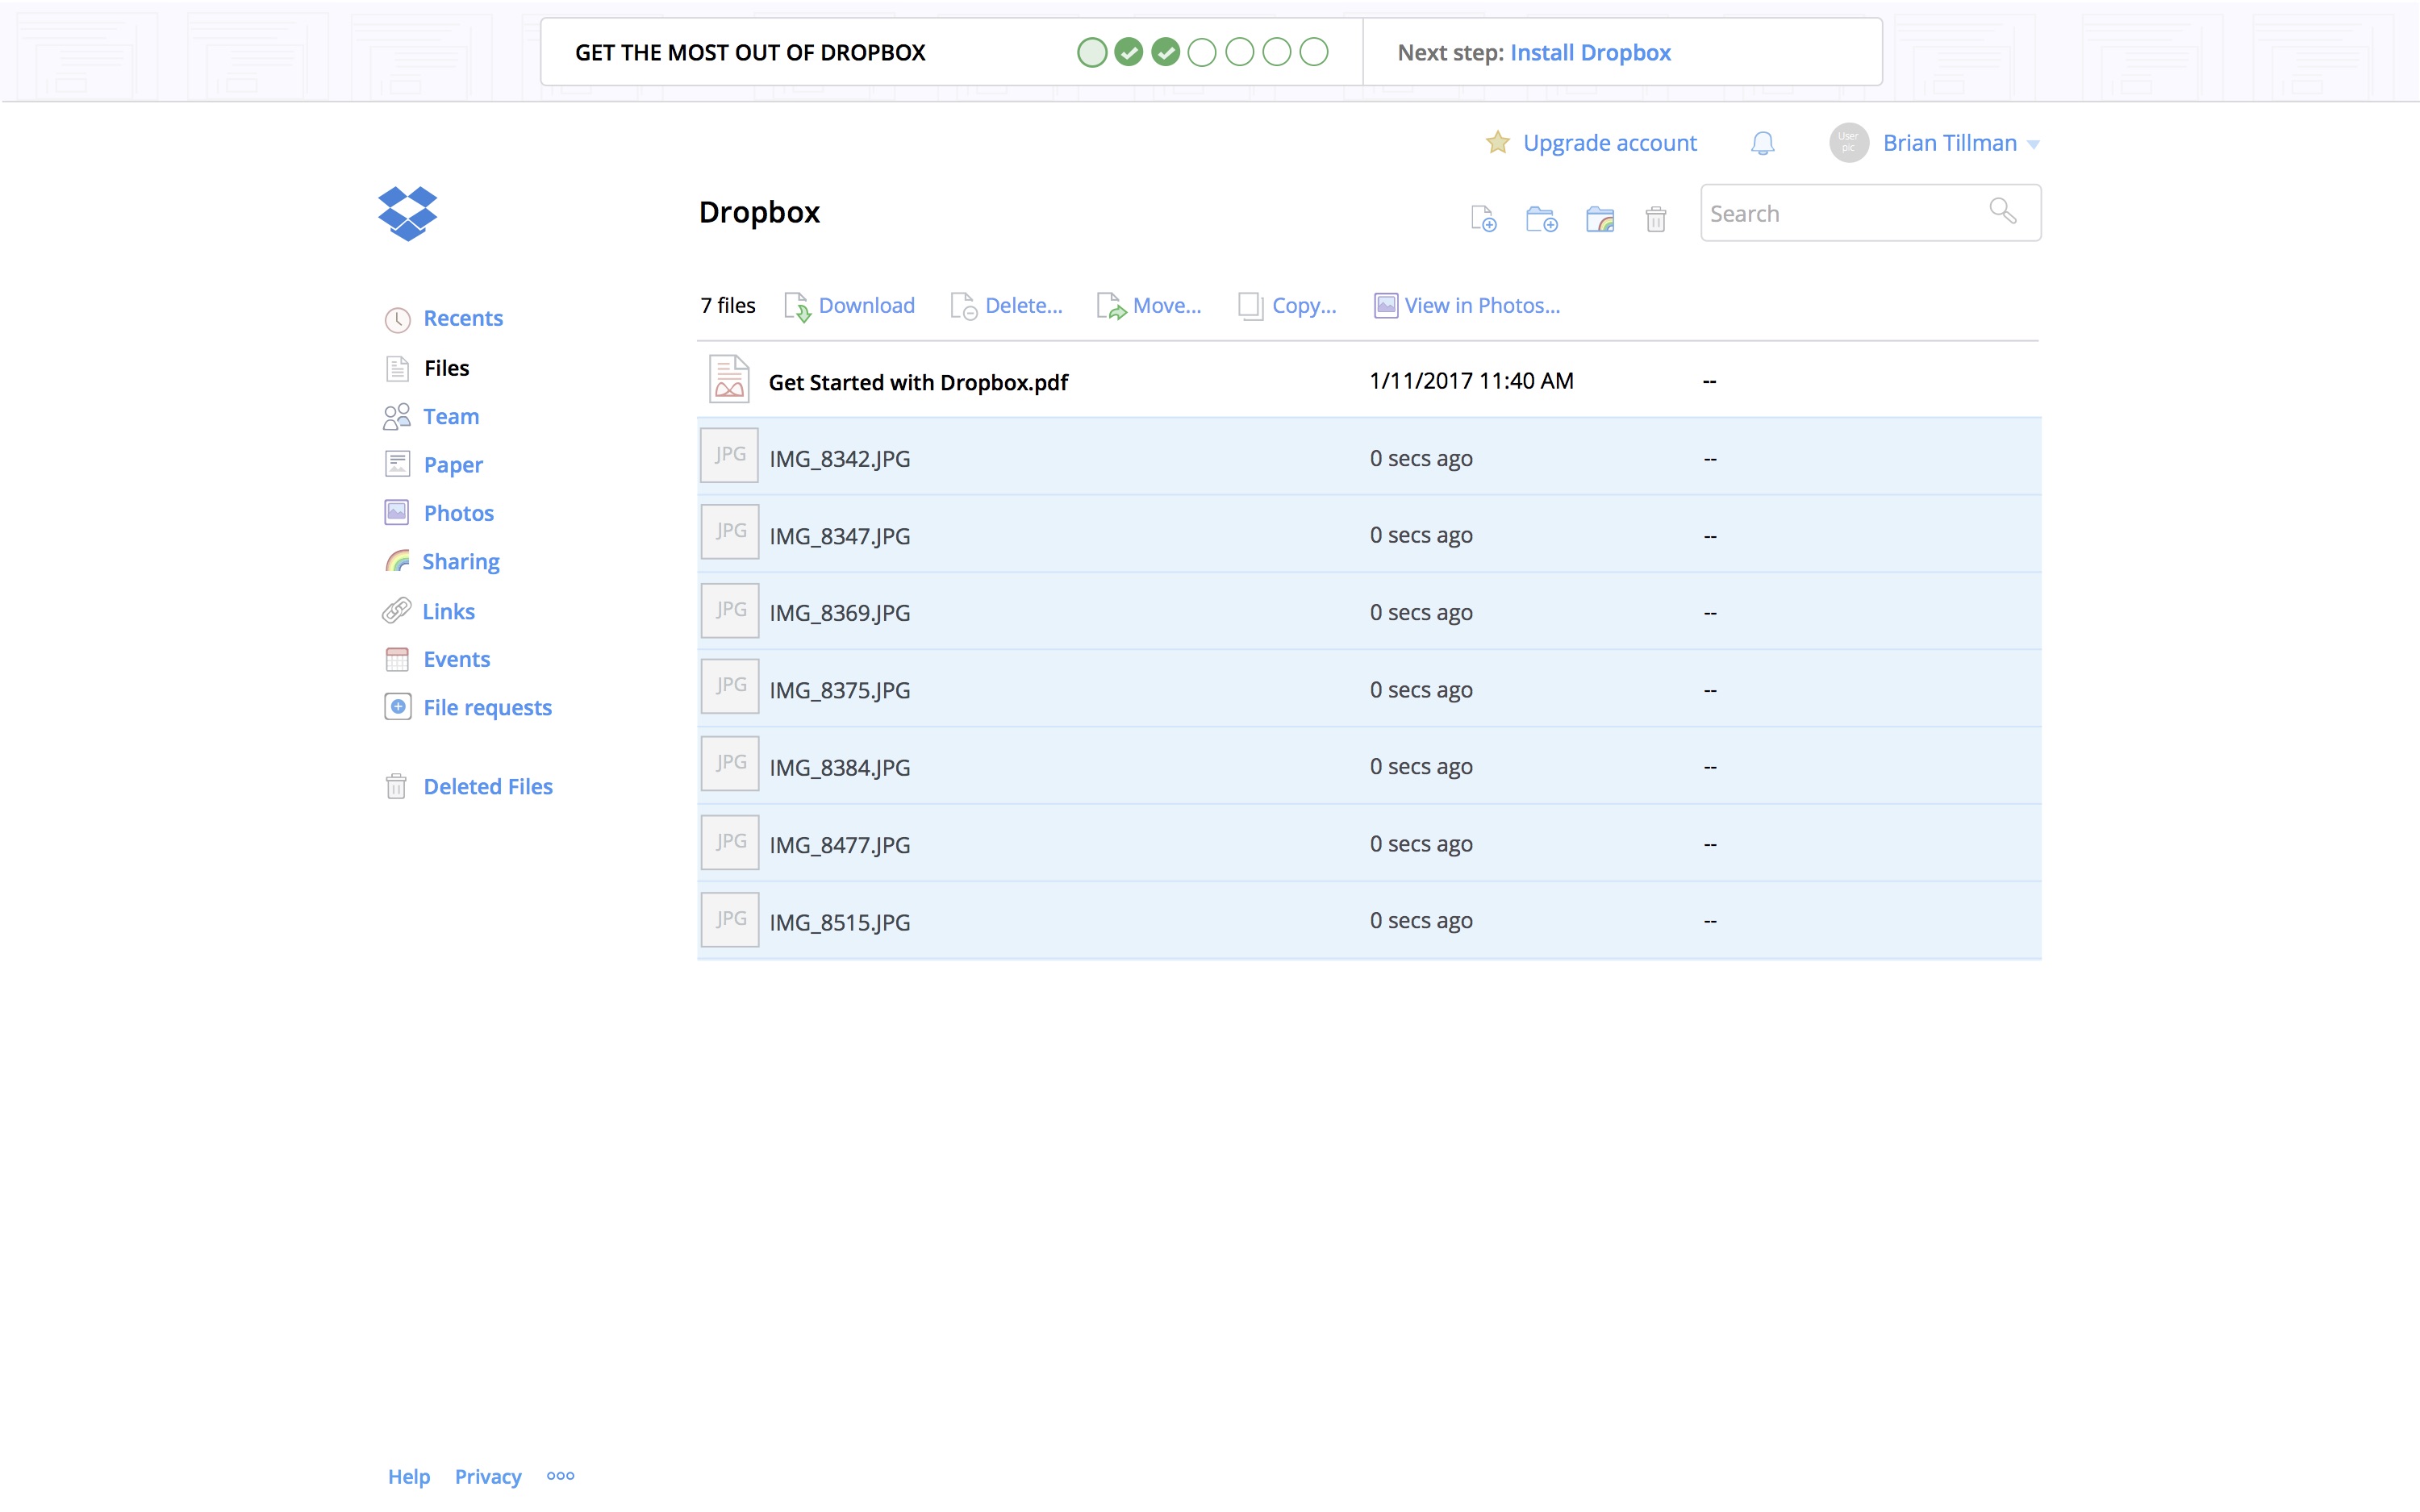 GET THE MOST OUT OF DROPBOX
Next step: Install Dropbox
Upgrade account
User
pic
Brian Tillman
Dropbox
Search
7 files Download Delete... Move... Copy... View in Photos...
Recents
Files
Team
Paper
Photos
Sharing
Links
Events
File requests
Deleted Files
Get Started with Dropbox.pdf 1/11/2017 11:40 AM --
JPG IMG_8342.JPG 0 secs ago --
JPG IMG_8347.JPG 0 secs ago --
JPG IMG_8369.JPG 0 secs ago --
JPG IMG_8375.JPG 0 secs ago --
JPG IMG_8384.JPG 0 secs ago --
JPG IMG_8477.JPG 0 secs ago --
JPG IMG_8515.JPG 0 secs ago --
Help Privacy